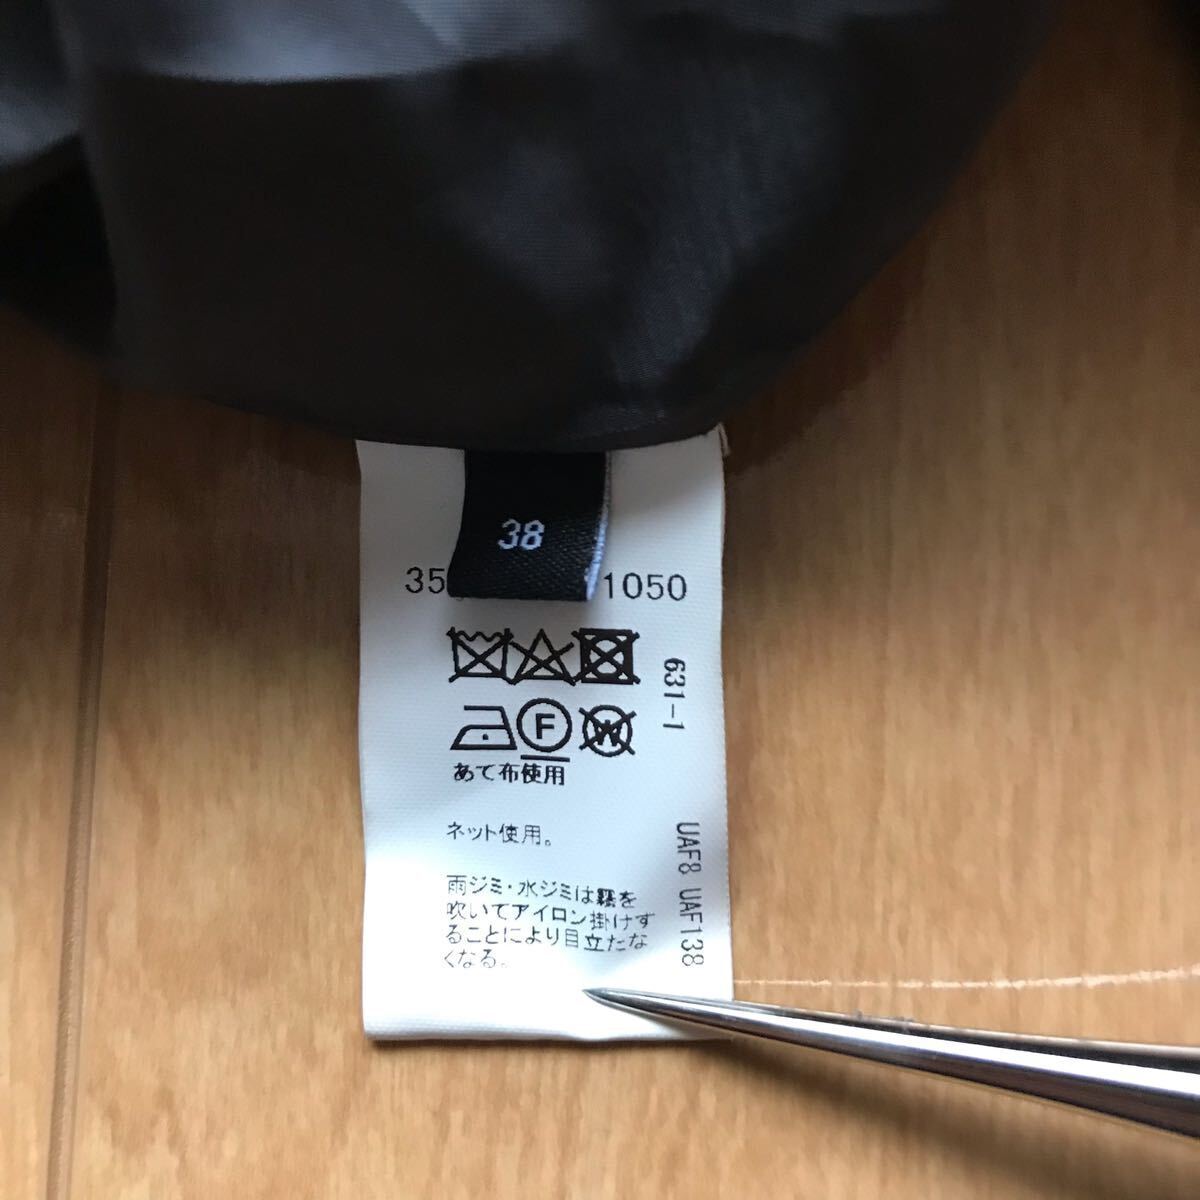 38
35
1050
F
W
あて布使用
ネット使用。
雨ジミ・水ジミは霧を
吹いてアイロン掛けす
ることにより目立たな
くなる。
631-1
UAF8 UAF138